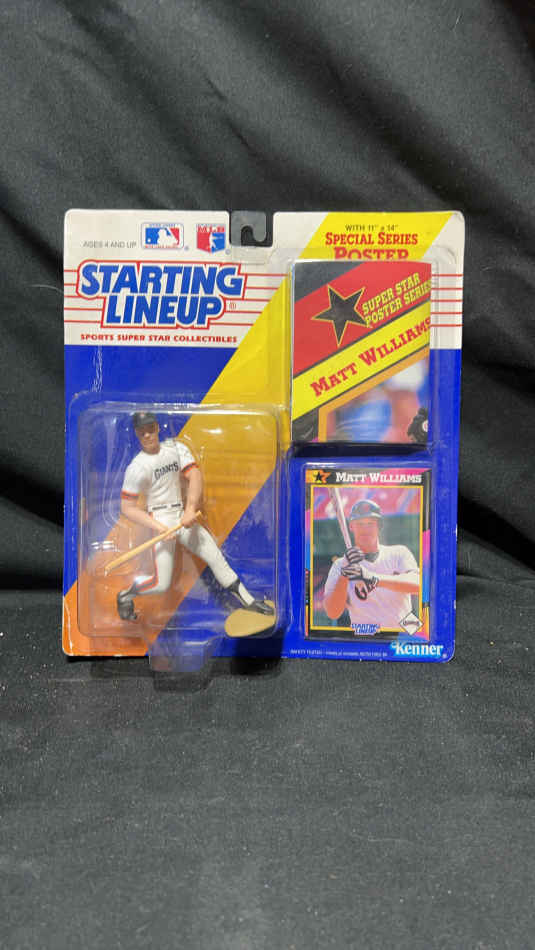 AGES 4 AND UP
MLB
WITH 11" x 14"
SPECIAL SERIES
POSTER
STARTING
LINEUP
SPORTS SUPER STAR COLLECTIBLES
SUPER STAR
POSTER SERIES
MATT WILLIAMS
GIANTS
MATT WILLIAMS
STARTING
LINEUP
Kenner